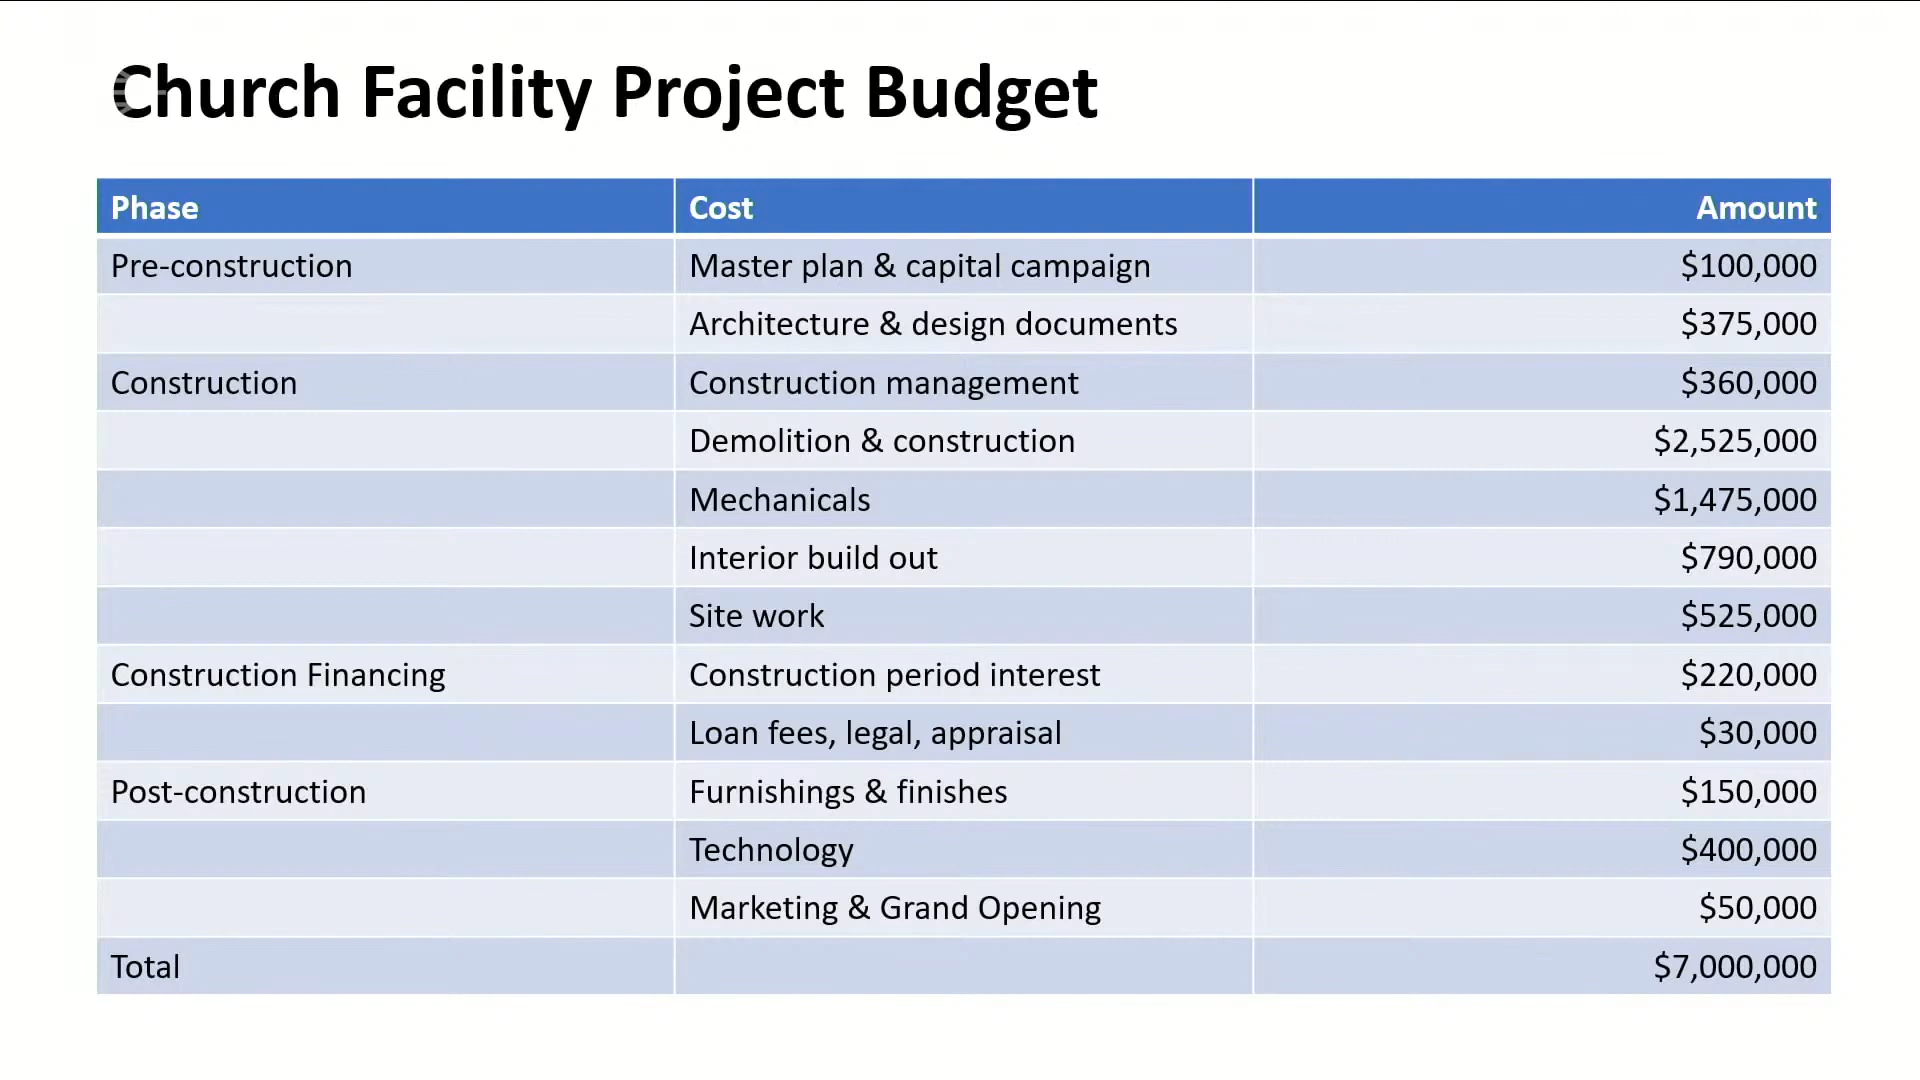 Church Facility Project Budget
Phase Cost Amount
Pre-construction Master plan & capital campaign $100,000
Architecture & design documents $375,000
Construction Construction management $360,000
Demolition & construction $2,525,000
Mechanicals $1,475,000
Interior build out $790,000
Site work $525,000
Construction Financing Construction period interest $220,000
Loan fees, legal, appraisal $30,000
Post-construction Furnishings & finishes $150,000
Technology $400,000
Marketing & Grand Opening $50,000
Total $7,000,000